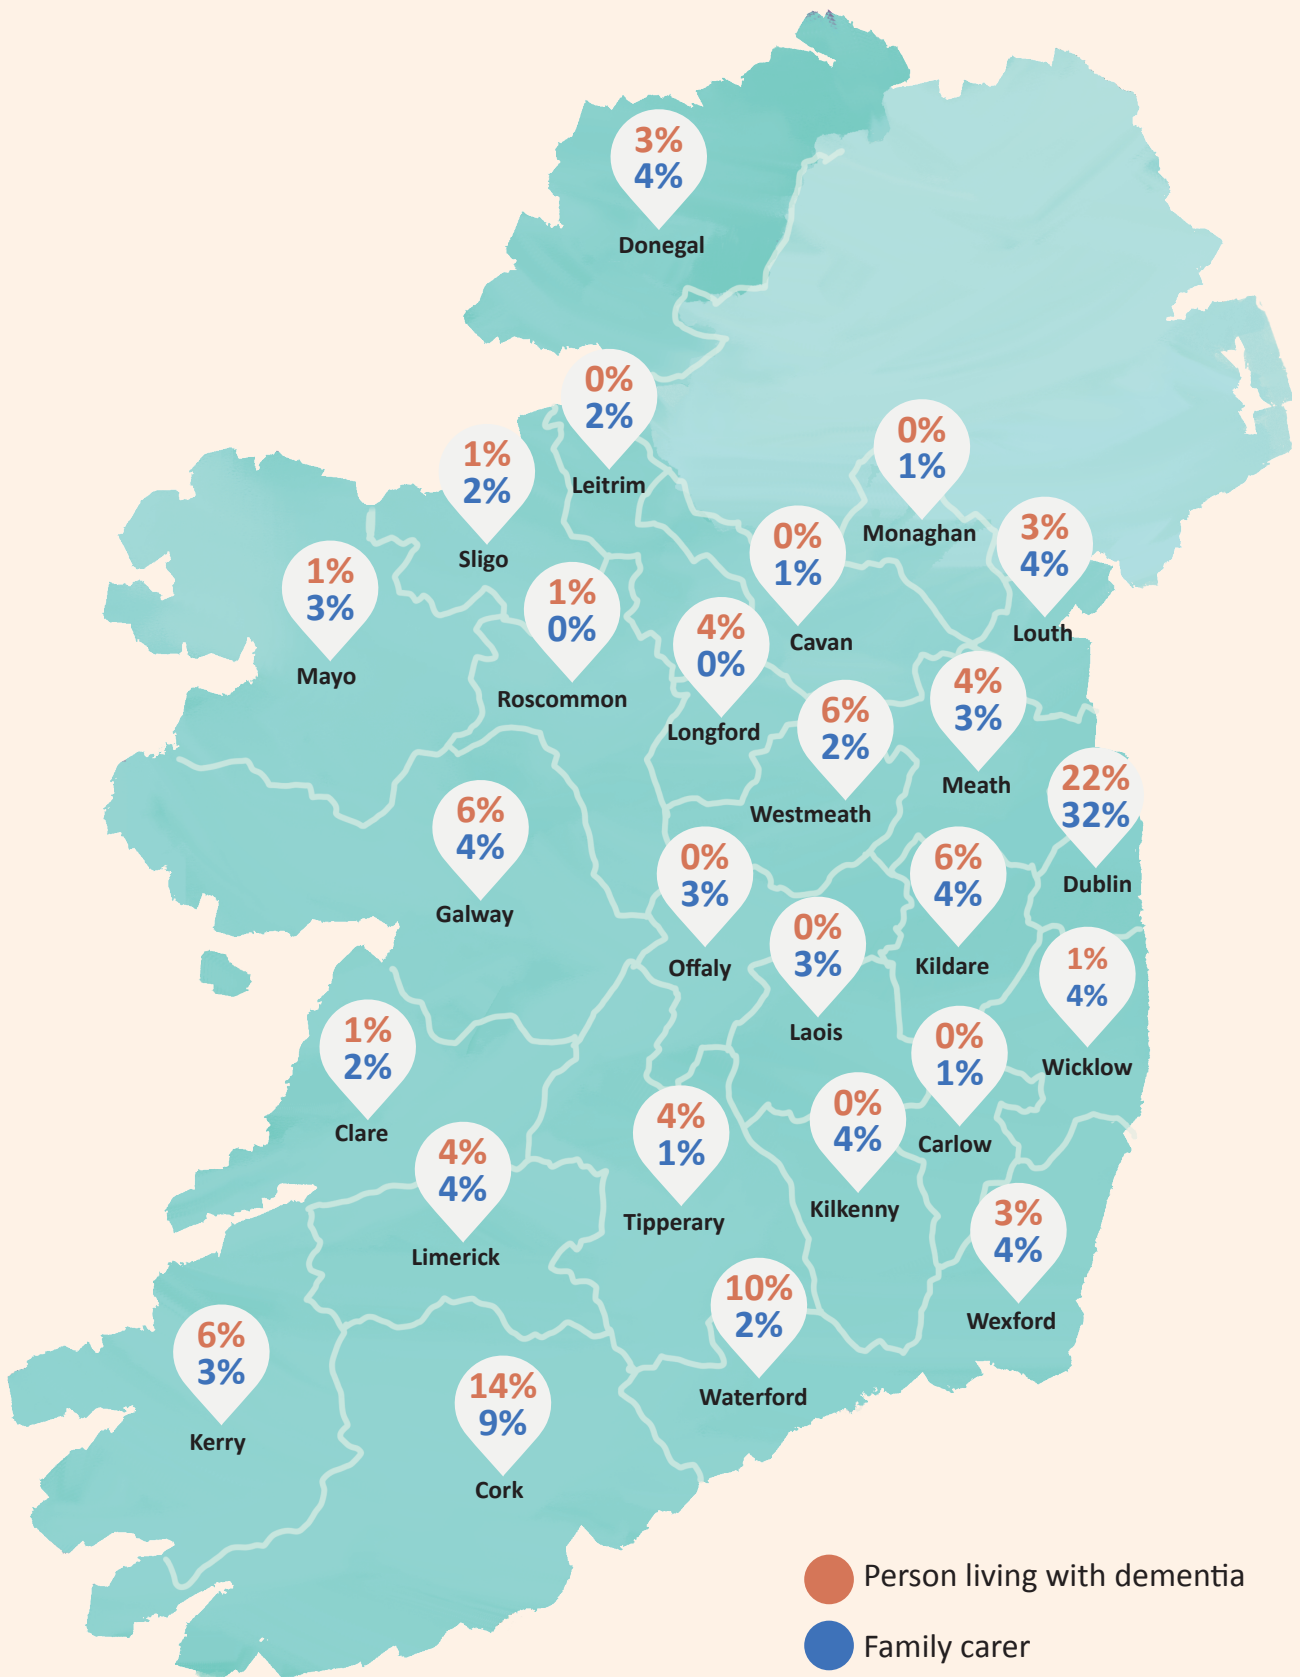 3%
4%
Donegal
0%
2%
Leitrim
1%
2%
Sligo
0%
1%
Monaghan
3%
4%
Louth
0%
1%
Cavan
1%
3%
Mayo
1%
0%
Roscommon
4%
0%
Longford
6%
2%
Westmeath
4%
3%
Meath
22%
32%
Dublin
6%
4%
Galway
0%
3%
Offaly
0%
3%
Laois
6%
4%
Kildare
1%
4%
Wicklow
1%
2%
Clare
0%
1%
Carlow
4%
4%
Limerick
4%
1%
Tipperary
0%
4%
Kilkenny
3%
4%
Wexford
10%
2%
Waterford
6%
3%
Kerry
14%
9%
Cork
Person living with dementia
Family carer